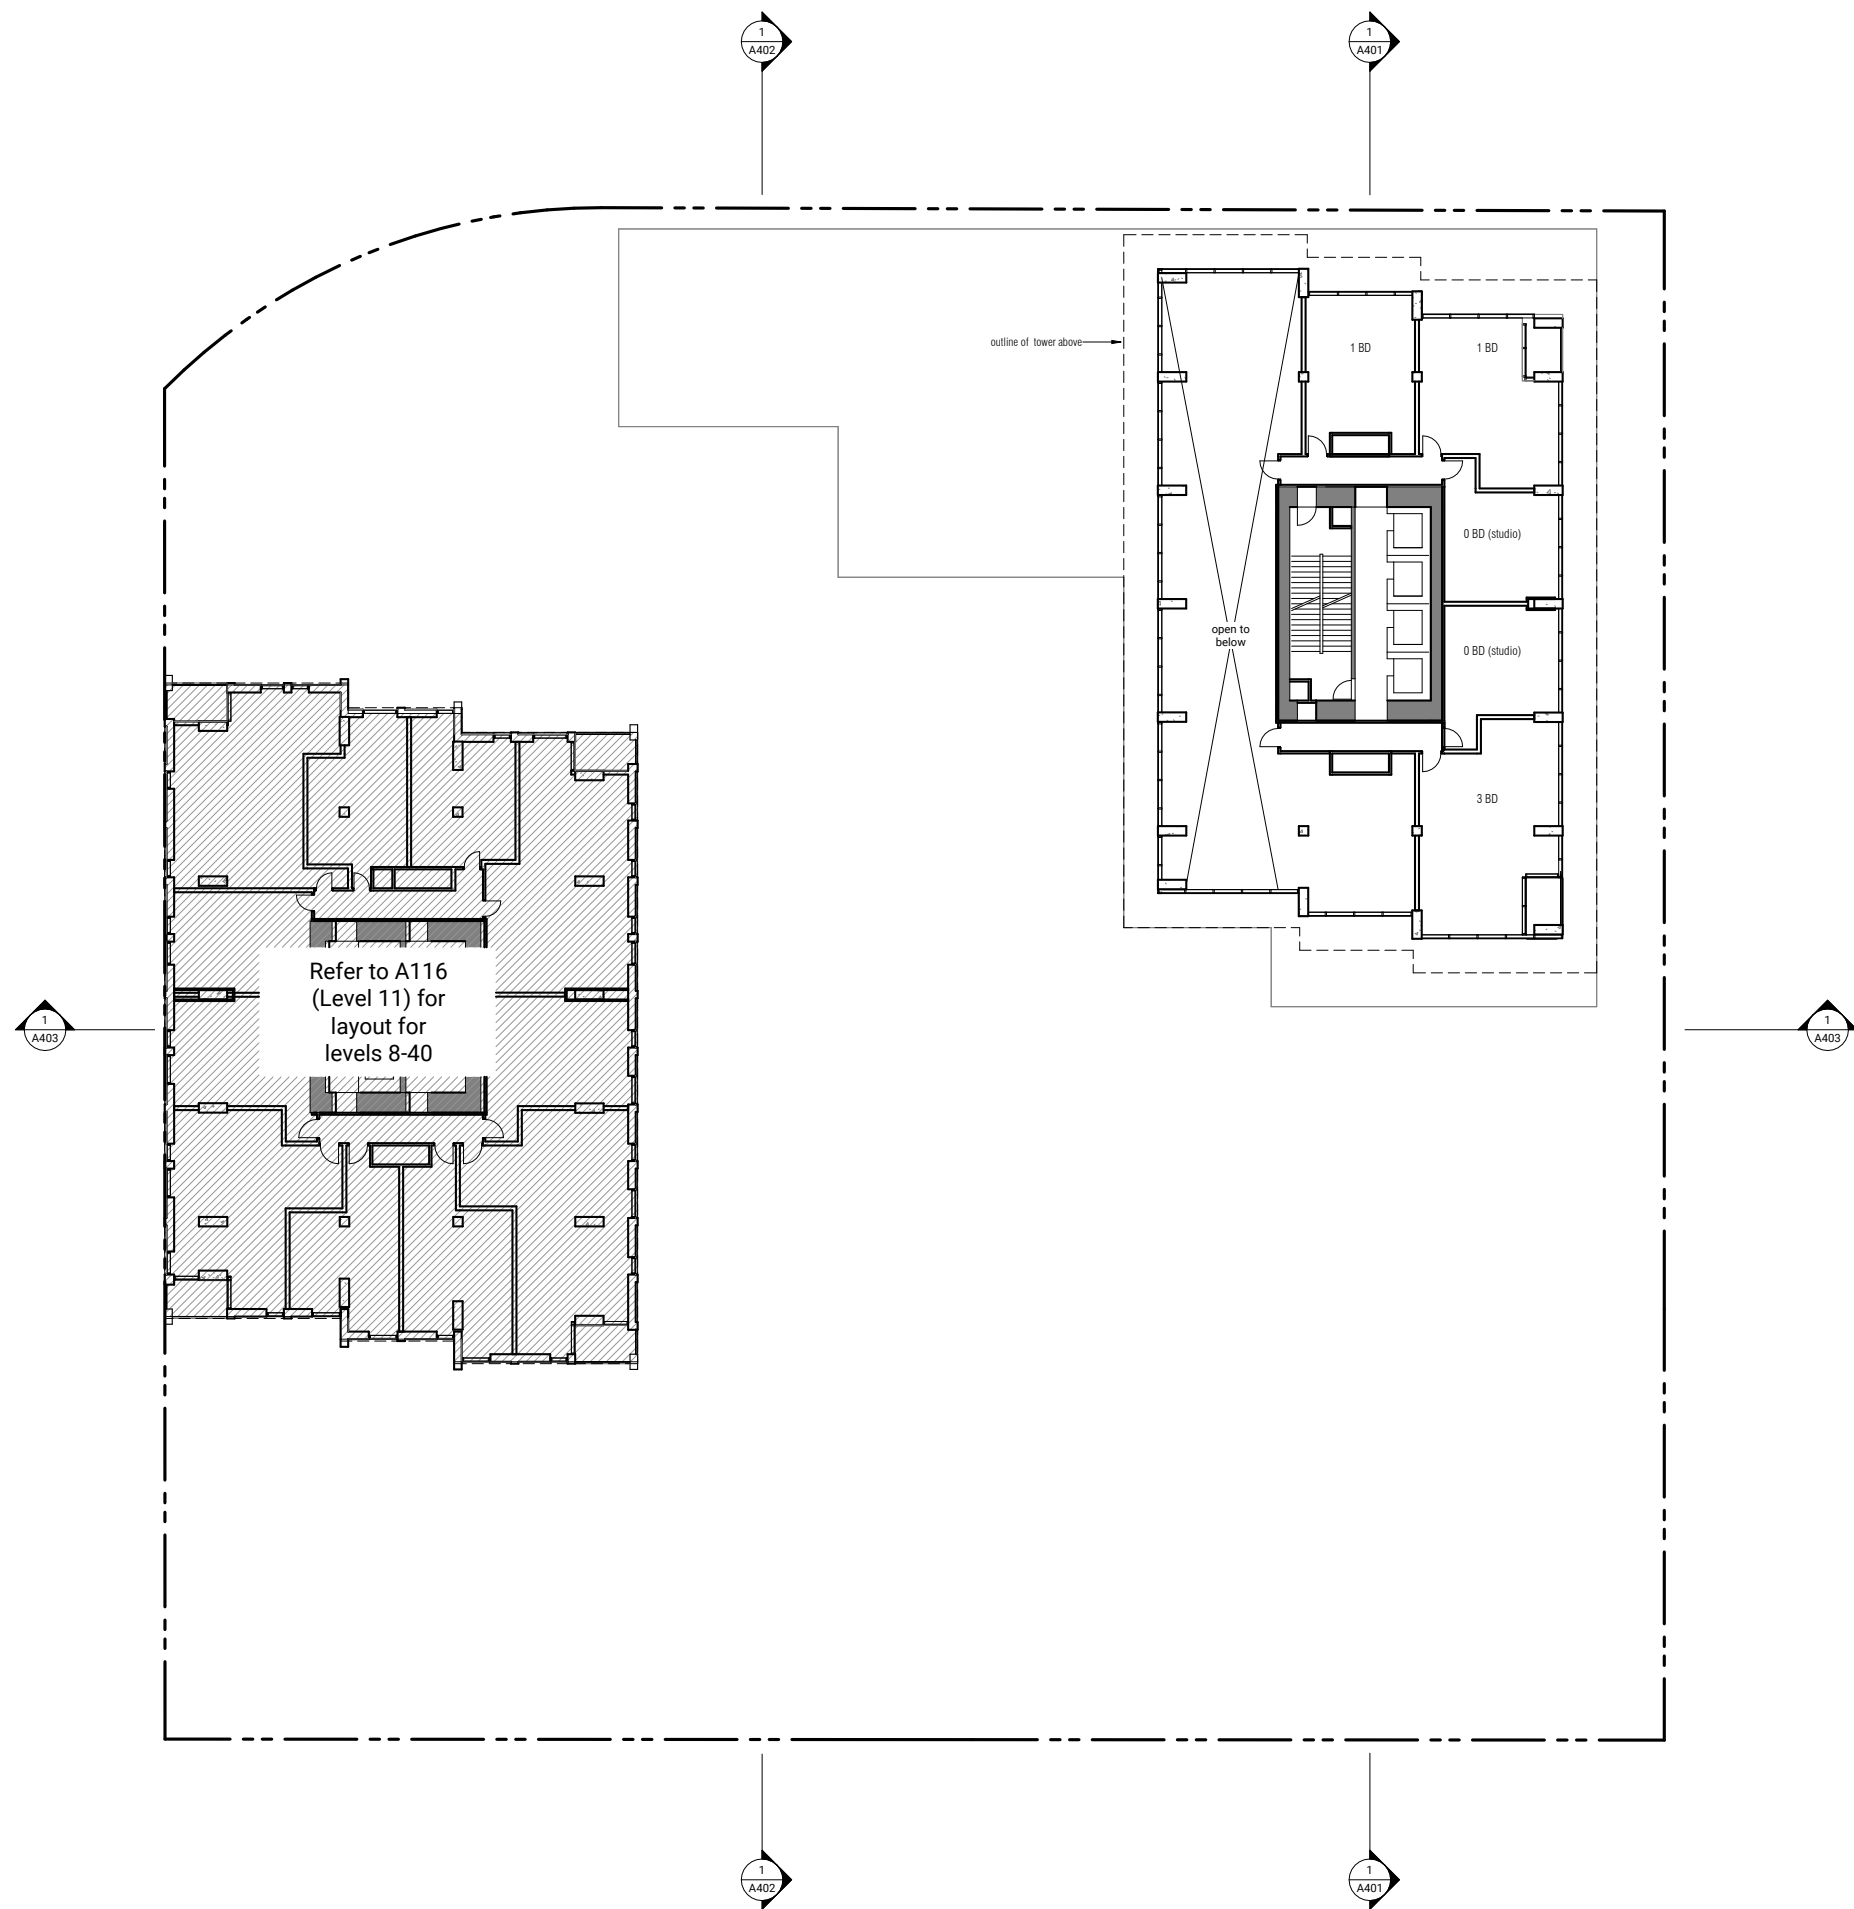 1
A402
1
A401
outline of tower above
1 BD
1 BD
0 BD (studio)
open to
below
0 BD (studio)
3 BD
Refer to A116
(Level 11) for
layout for
levels 8-40
1
A403
1
A403
1
A402
1
A401